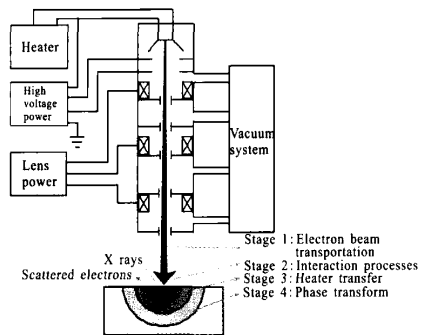 Heater
High
voltage
power
Lens
power
Vacuum
system
Stage 1: Electron beam
transportation
X rays
Stage 2: Interaction processes
Scattered electrons
Stage 3: Heater transfer
Stage 4: Phase transform